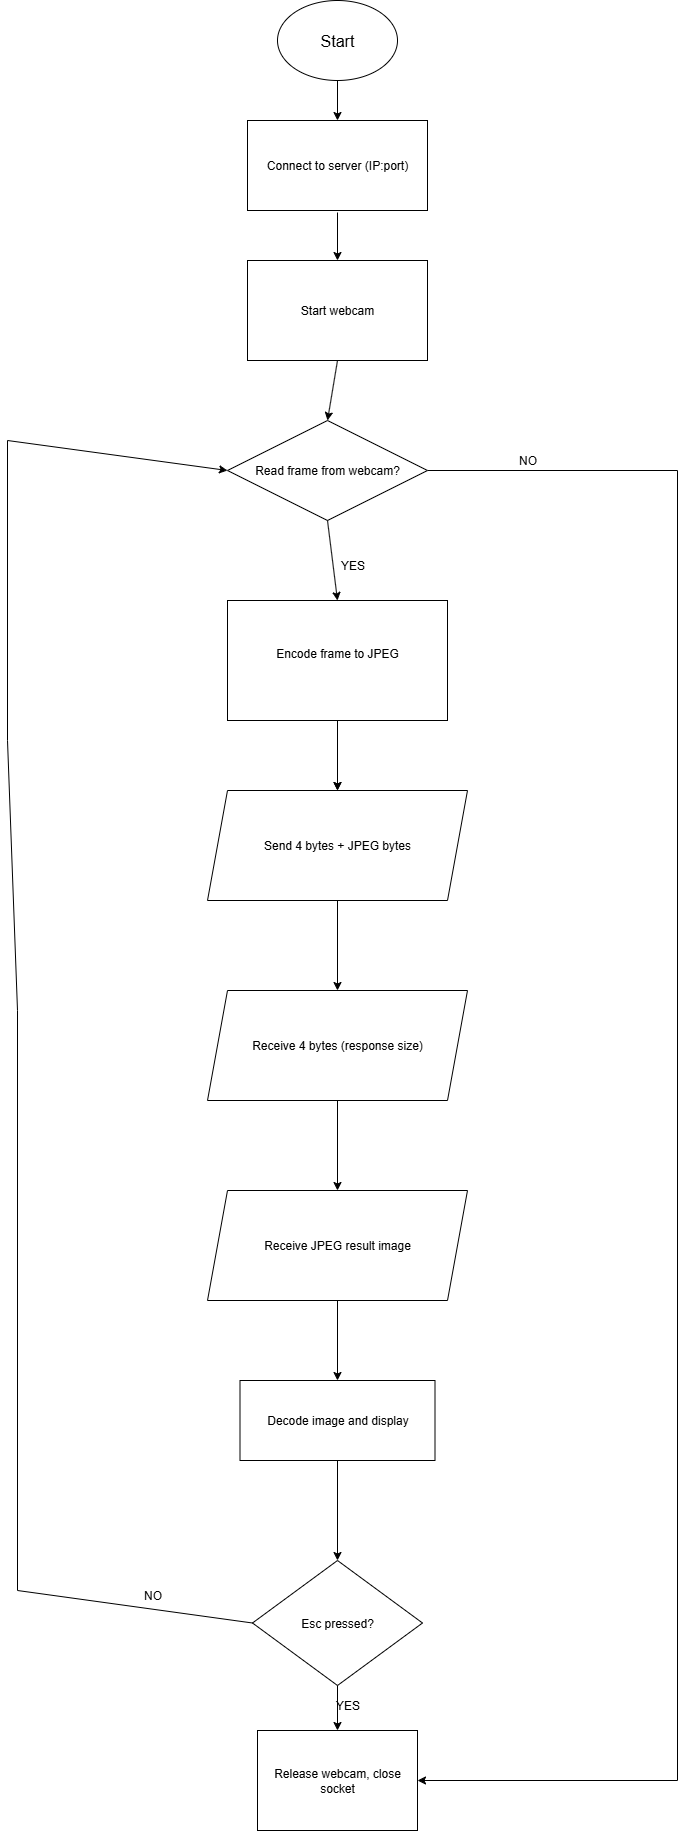 Start
Connect to server (IP:port)
Start webcam
Read frame from webcam?
NO
YES
Encode frame to JPEG
Send 4 bytes + JPEG bytes
Receive 4 bytes (response size)
Receive JPEG result image
Decode image and display
NO
Esc pressed?
YES
Release webcam, close
socket